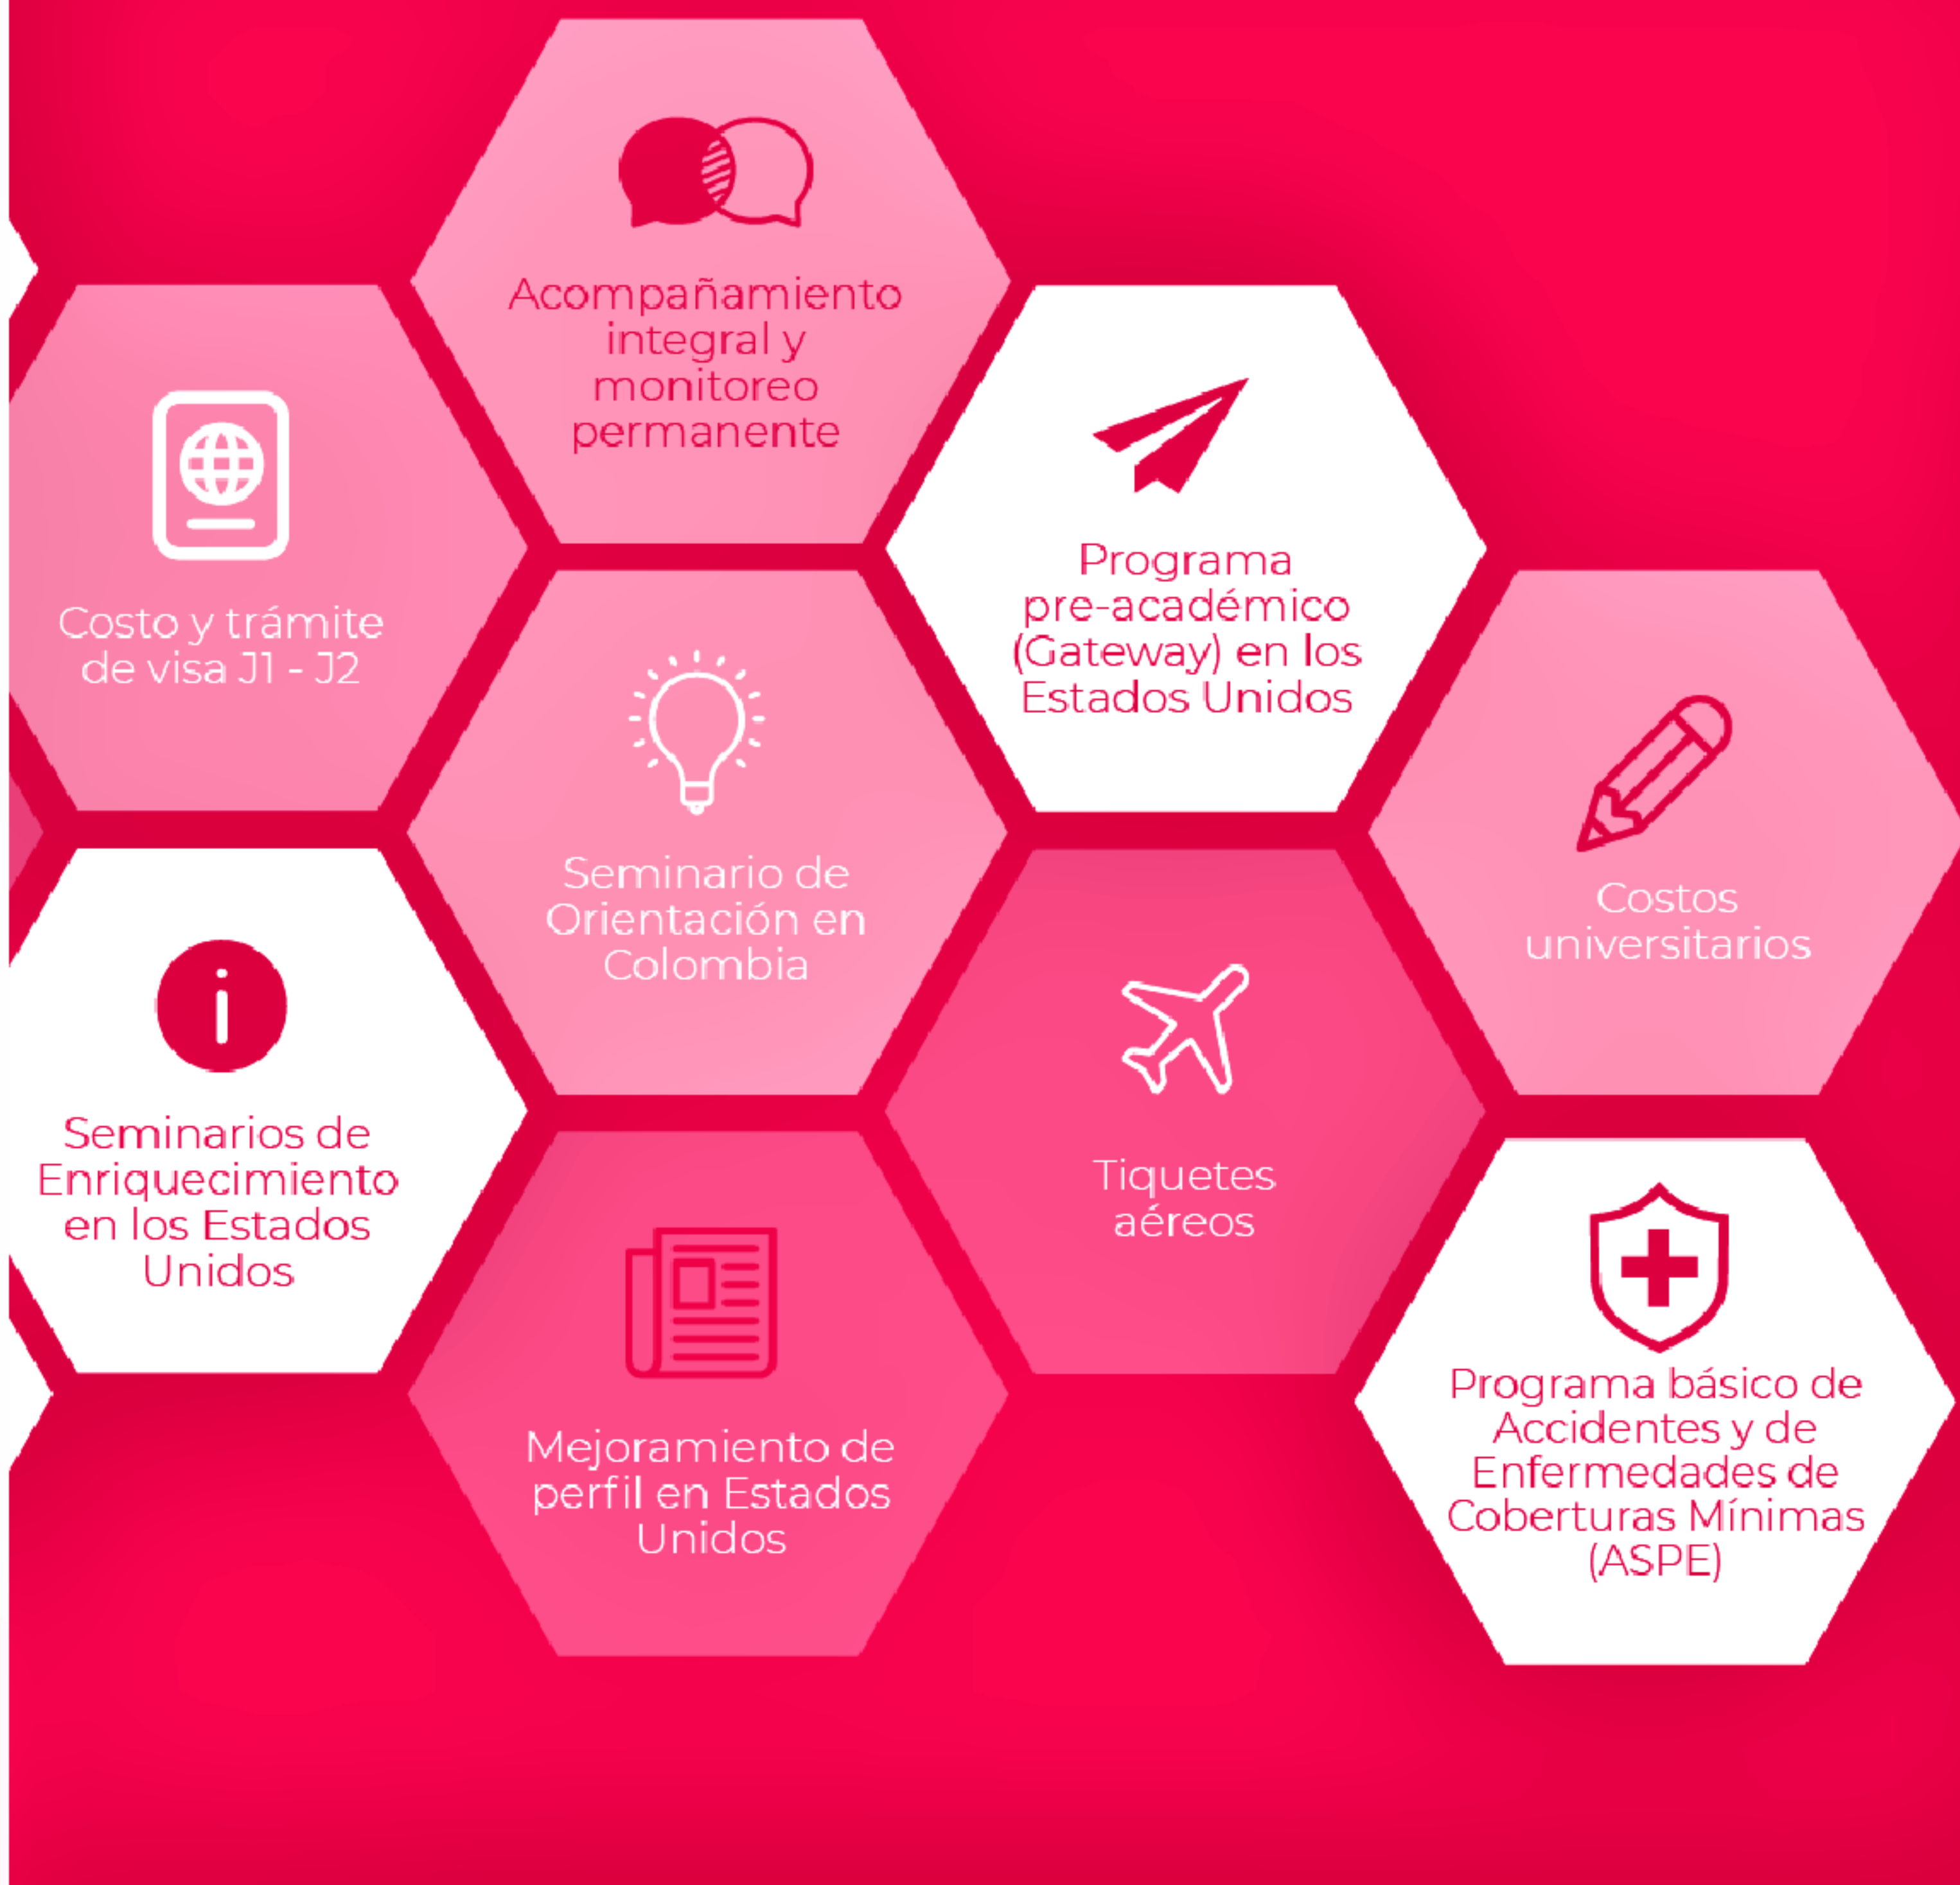 Acompañamiento
integral y
monitoreo
permanente
Costo y trámite
de visa J1 - J2
Programa
pre-académico
(Gateway) en los
Estados Unidos
Seminario de
Orientación en
Colombia
Costos
universitarios
Seminarios de
Enriquecimiento
en los Estados
Unidos
Tiquetes
aéreos
Mejoramiento de
perfil en Estados
Unidos
Programa básico de
Accidentes y de
Enfermedades de
Coberturas Mínimas
(ASPE)